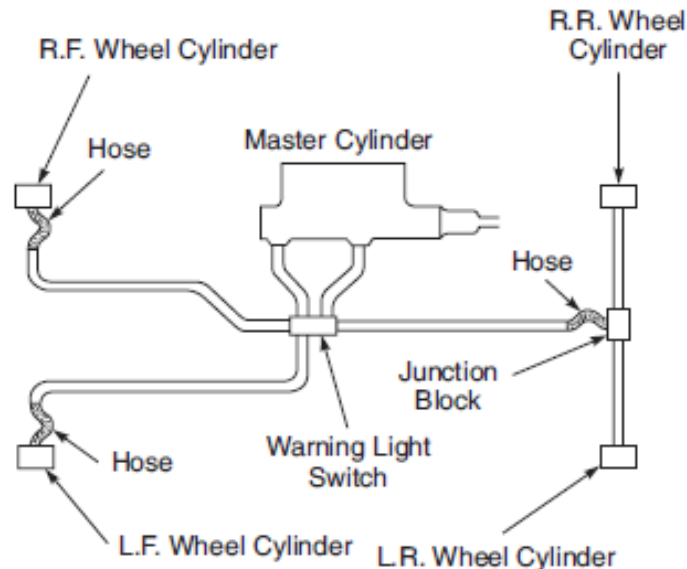 R.F. Wheel Cylinder
R.R. Wheel
Cylinder
Hose
Master Cylinder
Hose
Junction
Block
Hose
Warning Light
Switch
L.F. Wheel Cylinder
L.R. Wheel Cylinder